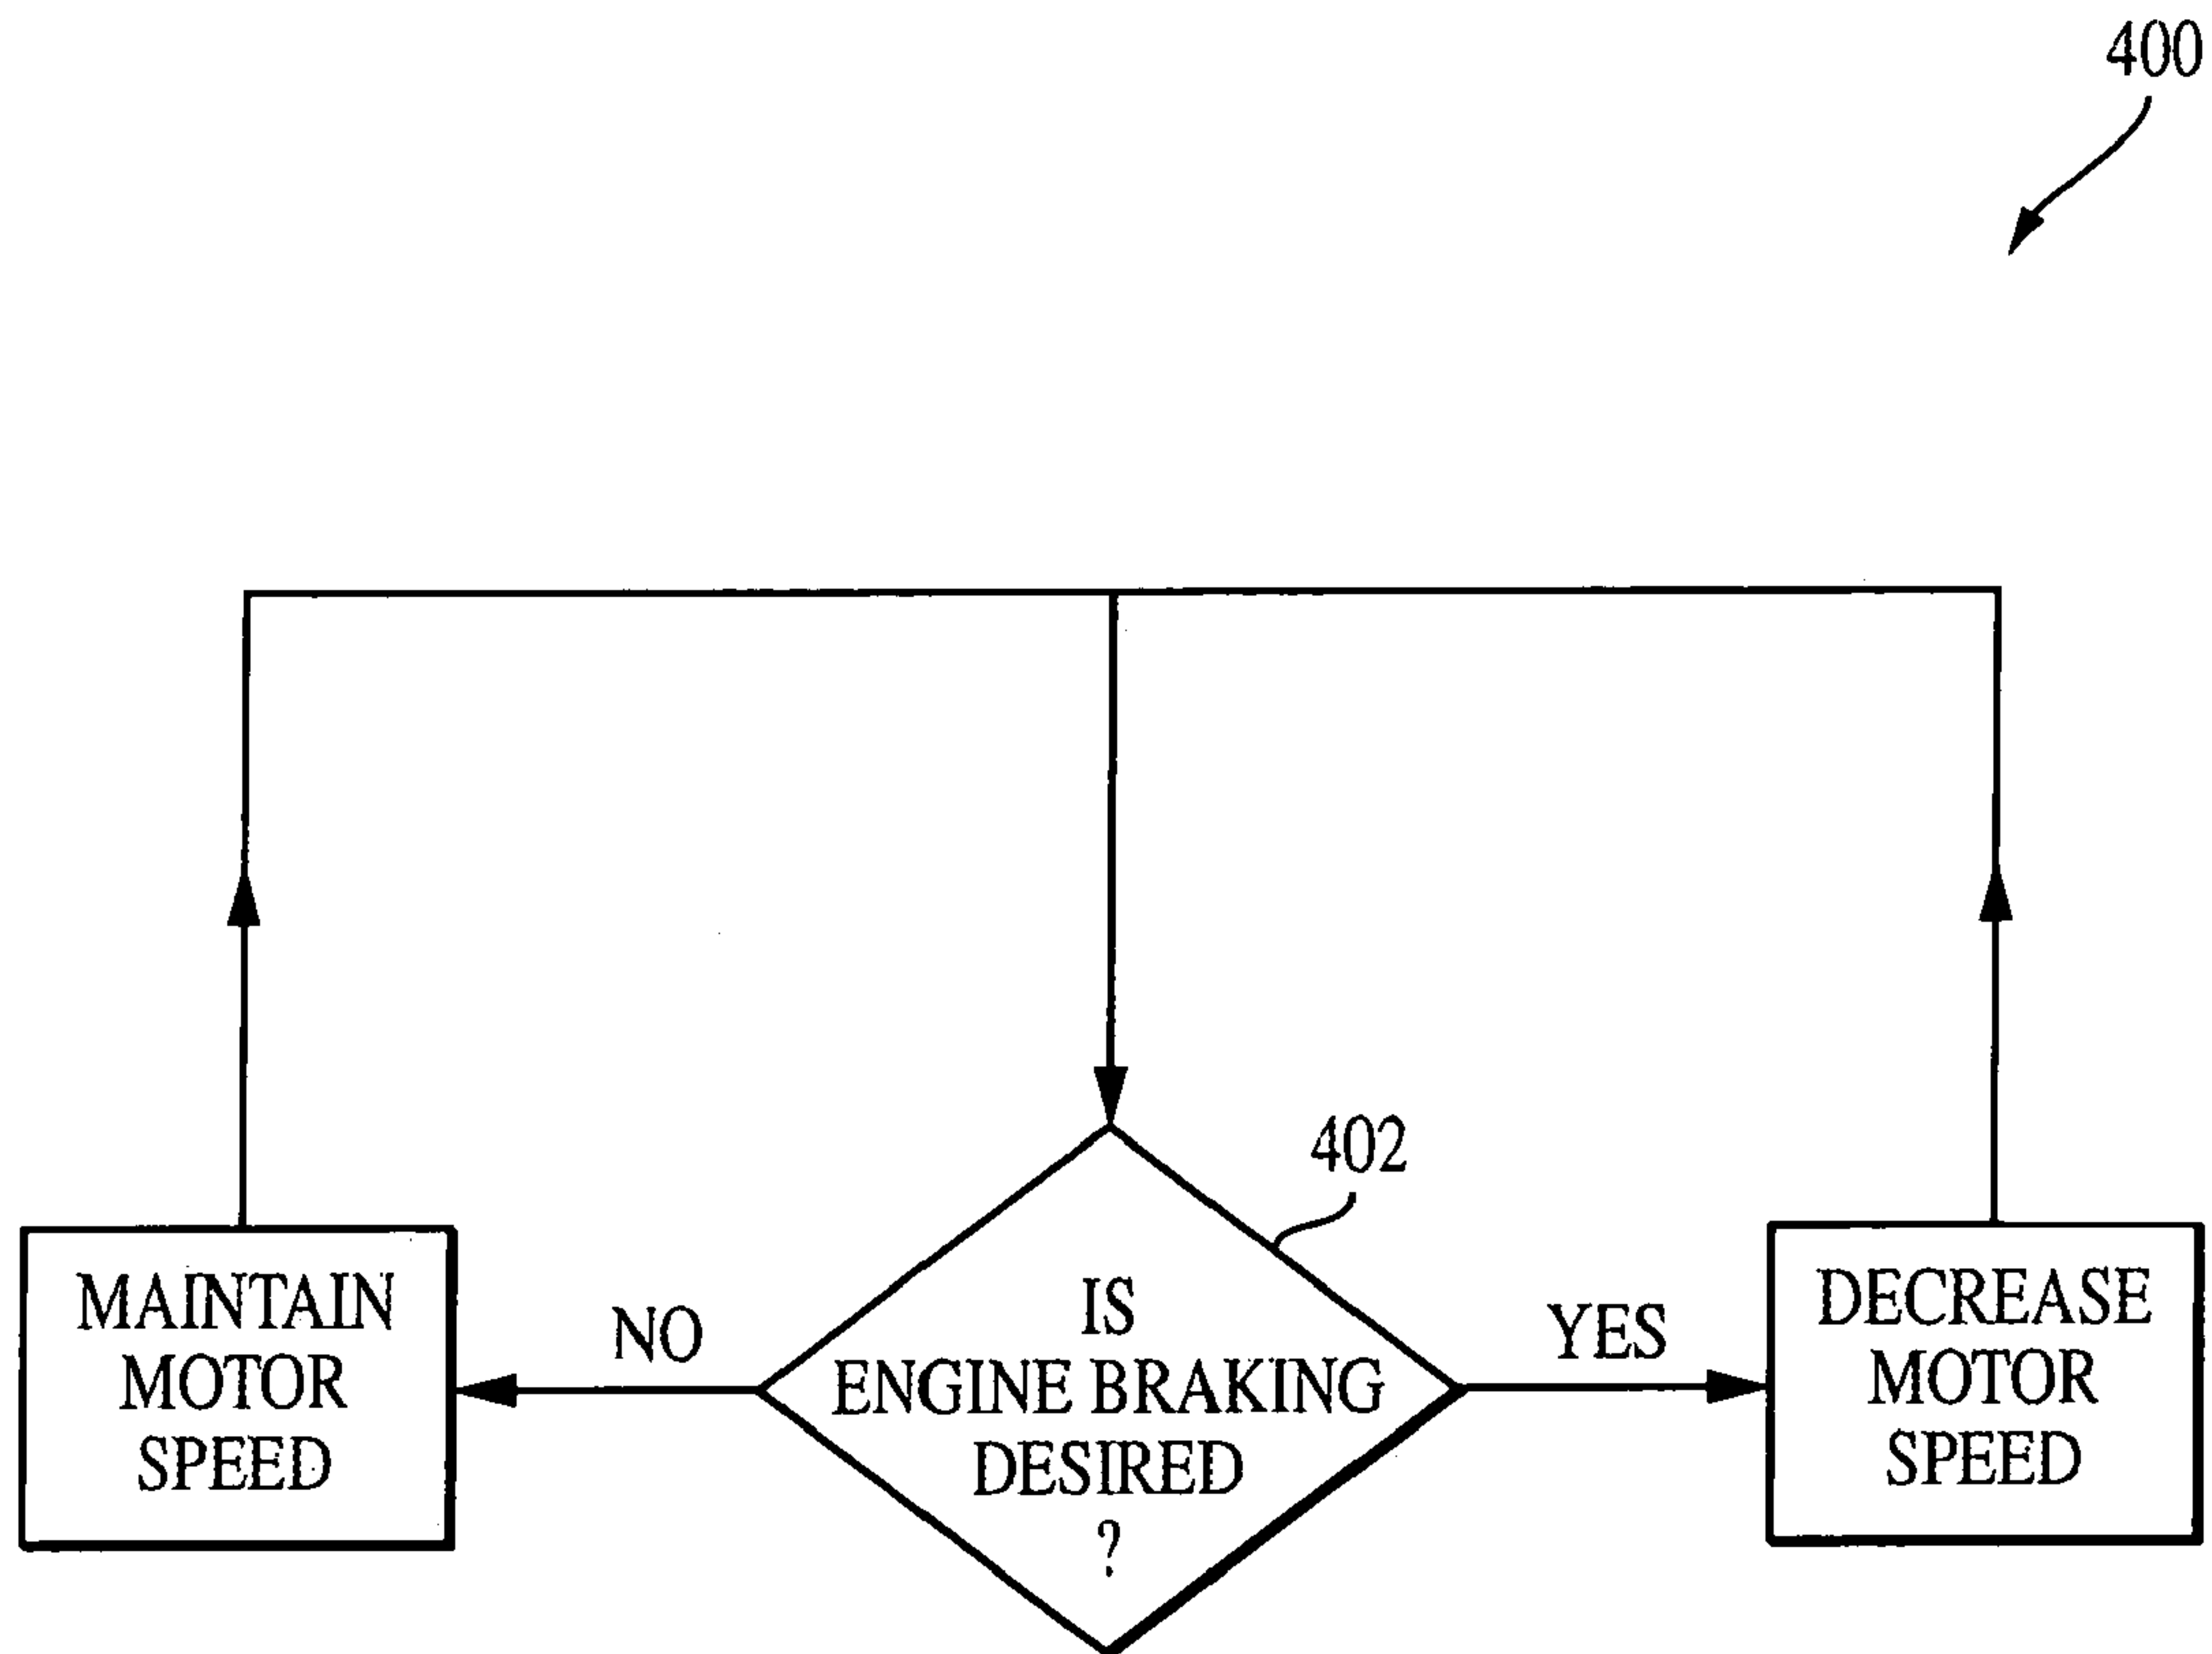 400
402
MAINTAIN
MOTOR
SPEED
NO
IS
ENGINE BRAKING
DESIRED
?
YES
DECREASE
MOTOR
SPEED